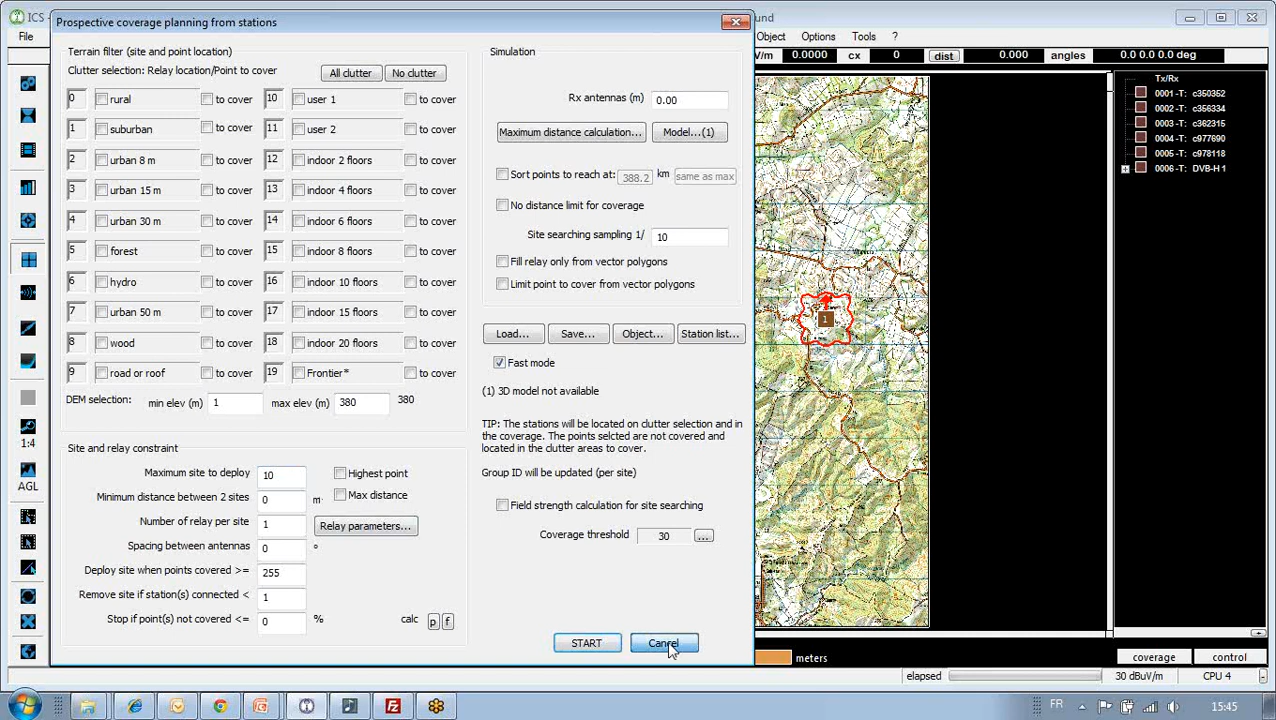 ICS
Prospective coverage planning from stations
und
File
Object Options Tools ?
V/m 0.0000 cx 0 dist 0.000 angles 0.0 0.0 0.0 deg
Terrain filter (site and point location)
Clutter selection: Relay location/Point to cover All clutter No clutter
0 rural to cover 10 user 1 to cover
1 suburban to cover 11 user 2 to cover
2 urban 8 m to cover 12 indoor 2 floors to cover
3 urban 15 m to cover 13 indoor 4 floors to cover
4 urban 30 m to cover 14 indoor 6 floors to cover
5 forest to cover 15 indoor 8 floors to cover
6 hydro to cover 16 indoor 10 floors to cover
7 urban 50 m to cover 17 indoor 15 floors to cover
8 wood to cover 18 indoor 20 floors to cover
9 road or roof to cover 19 Frontier* to cover
DEM selection: min elev (m) 1 max elev (m) 380 380
Site and relay constraint
Maximum site to deploy 10 Highest point
Minimum distance between 2 sites 0 m Max distance
Number of relay per site 1 Relay parameters...
Spacing between antennas 0 °
Deploy site when points covered >= 255
Remove site if station(s) connected < 1
Stop if point(s) not covered <= 0 % calc p f
Simulation
Rx antennas (m) 0.00
Maximum distance calculation... Model...(1)
Sort points to reach at: 388.2 km same as max
No distance limit for coverage
Site searching sampling 1/ 10
Fill relay only from vector polygons
Limit point to cover from vector polygons
Load... Save... Object... Station list...
Fast mode
(1) 3D model not available
TIP: The stations will be located on clutter selection and in
the coverage. The points selcted are not covered and
located in the clutter areas to cover.
Group ID will be updated (per site)
Field strength calculation for site searching
Coverage threshold 30 ...
START Cancel
1:4
AGL
1
Tx/Rx
0001 -T: c350352
0002 -T: c356334
0003 -T: c362315
0004 -T: c977690
0005 -T: c978118
0006 -T: DVB-H 1
meters
coverage control
elapsed 30 dBuV/m CPU 4
FR 15:45